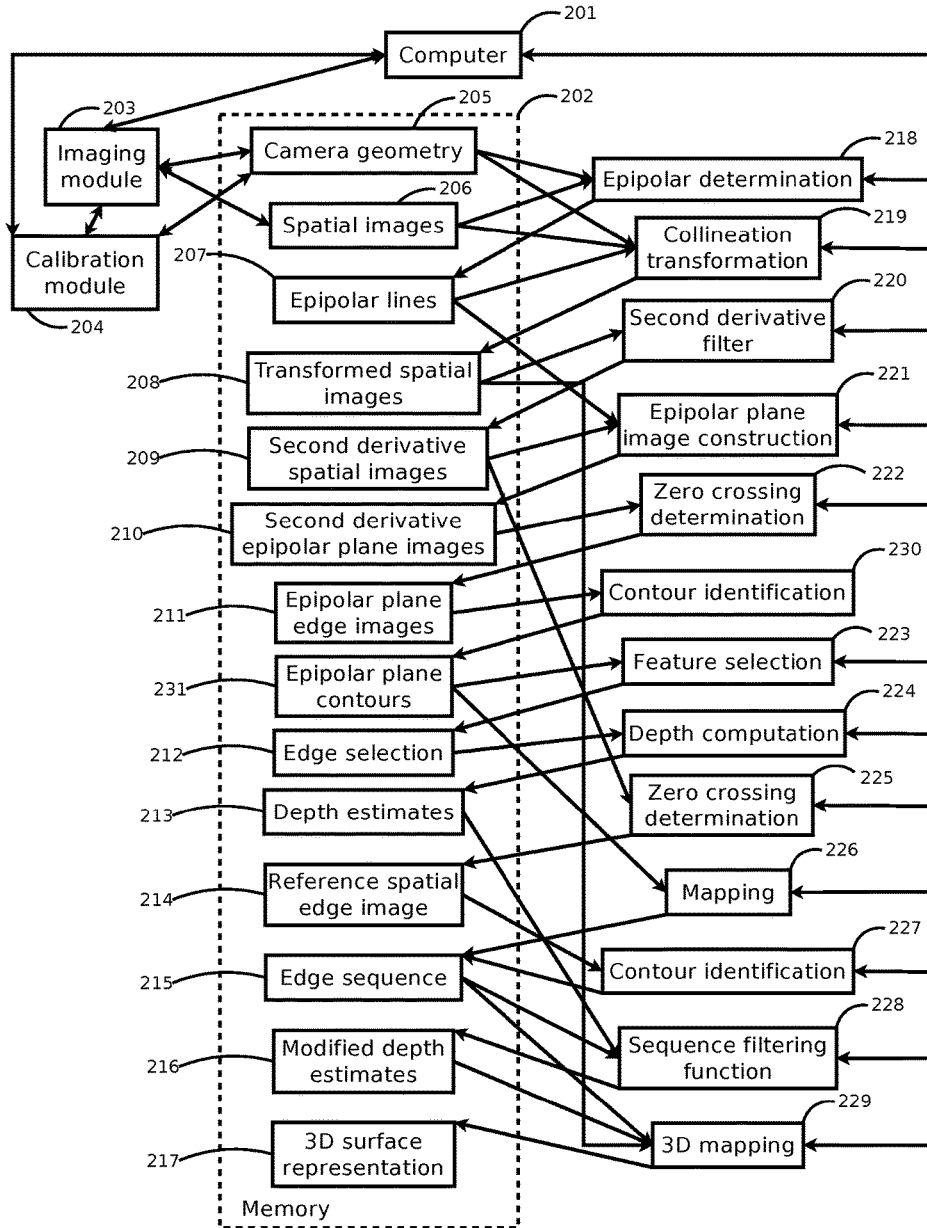 201
Computer
202
203
205
Imaging
module
Camera geometry
218
Epipolar determination
206
Spatial images
219
Collineation
transformation
207
Calibration
module
204
Epipolar lines
220
Second derivative
filter
208
Transformed spatial
images
221
Epipolar plane
image construction
209
Second derivative
spatial images
222
Zero crossing
determination
210
Second derivative
epipolar plane images
230
Contour identification
211
Epipolar plane
edge images
223
Feature selection
231
Epipolar plane
contours
224
Depth computation
212
Edge selection
225
Zero crossing
determination
213
Depth estimates
226
Mapping
214
Reference spatial
edge image
227
Contour identification
215
Edge sequence
228
Sequence filtering
function
216
Modified depth
estimates
229
3D mapping
217
3D surface
representation
Memory